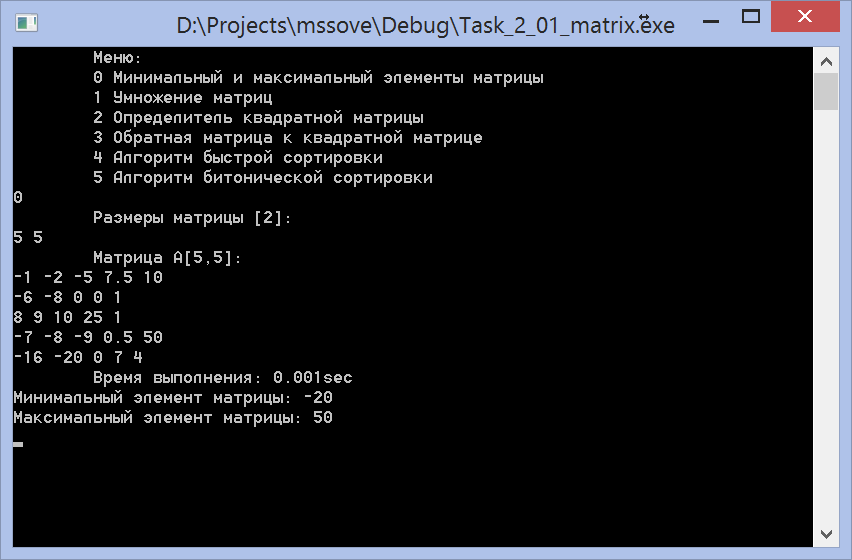 D:\Projects\mssove\Debug\Task_2_01_matrix.exe
Меню:
0 Минимальный и максимальный элементы матрицы
1 Умножение матриц
2 Определитель квадратной матрицы
3 Обратная матрица к квадратной матрице
4 Алгоритм быстрой сортировки
5 Алгоритм битонической сортировки
0
Размеры матрицы [2]:
5 5
Матрица A[5,5]:
-1 -2 -5 7.5 10
-6 -8 0 0 1
8 9 10 25 1
-7 -8 -9 0.5 50
-16 -20 0 7 4
Время выполнения: 0.001sec
Минимальный элемент матрицы: -20
Максимальный элемент матрицы: 50